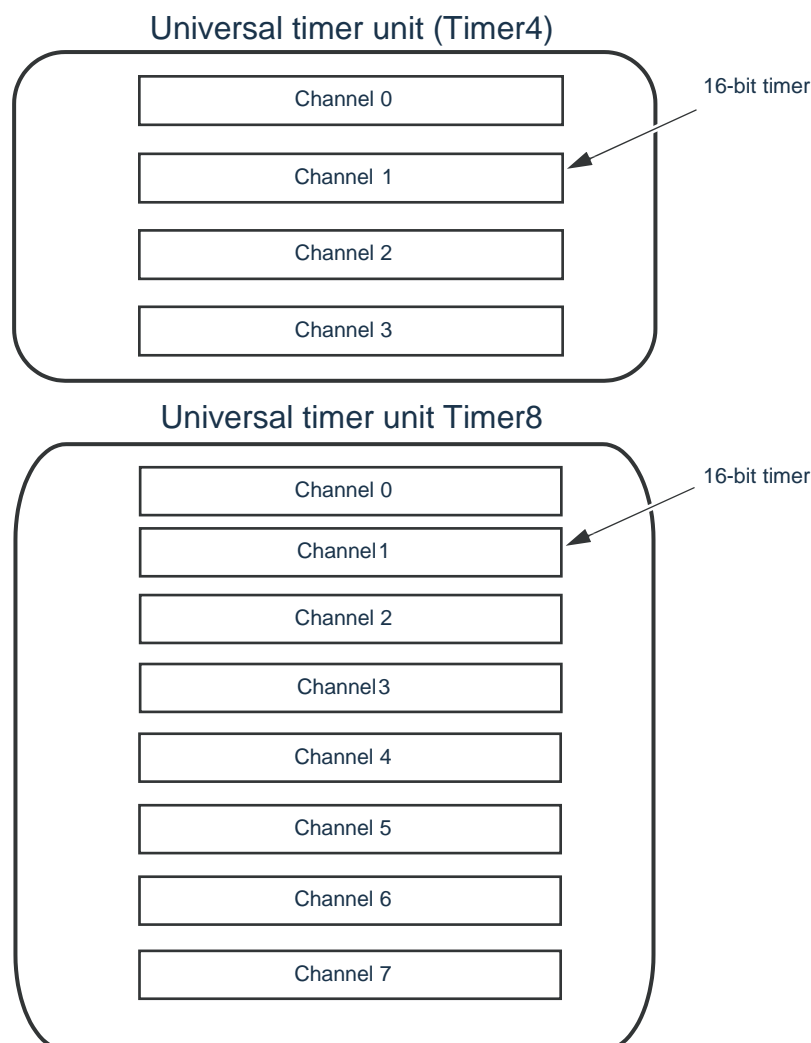 Universal timer unit (Timer4)
Channel 0
16-bit timer
Channel 1
Channel 2
Channel 3
Universal timer unit Timer8
Channel 0
16-bit timer
Channel1
Channel 2
Channel3
Channel 4
Channel 5
Channel 6
Channel 7